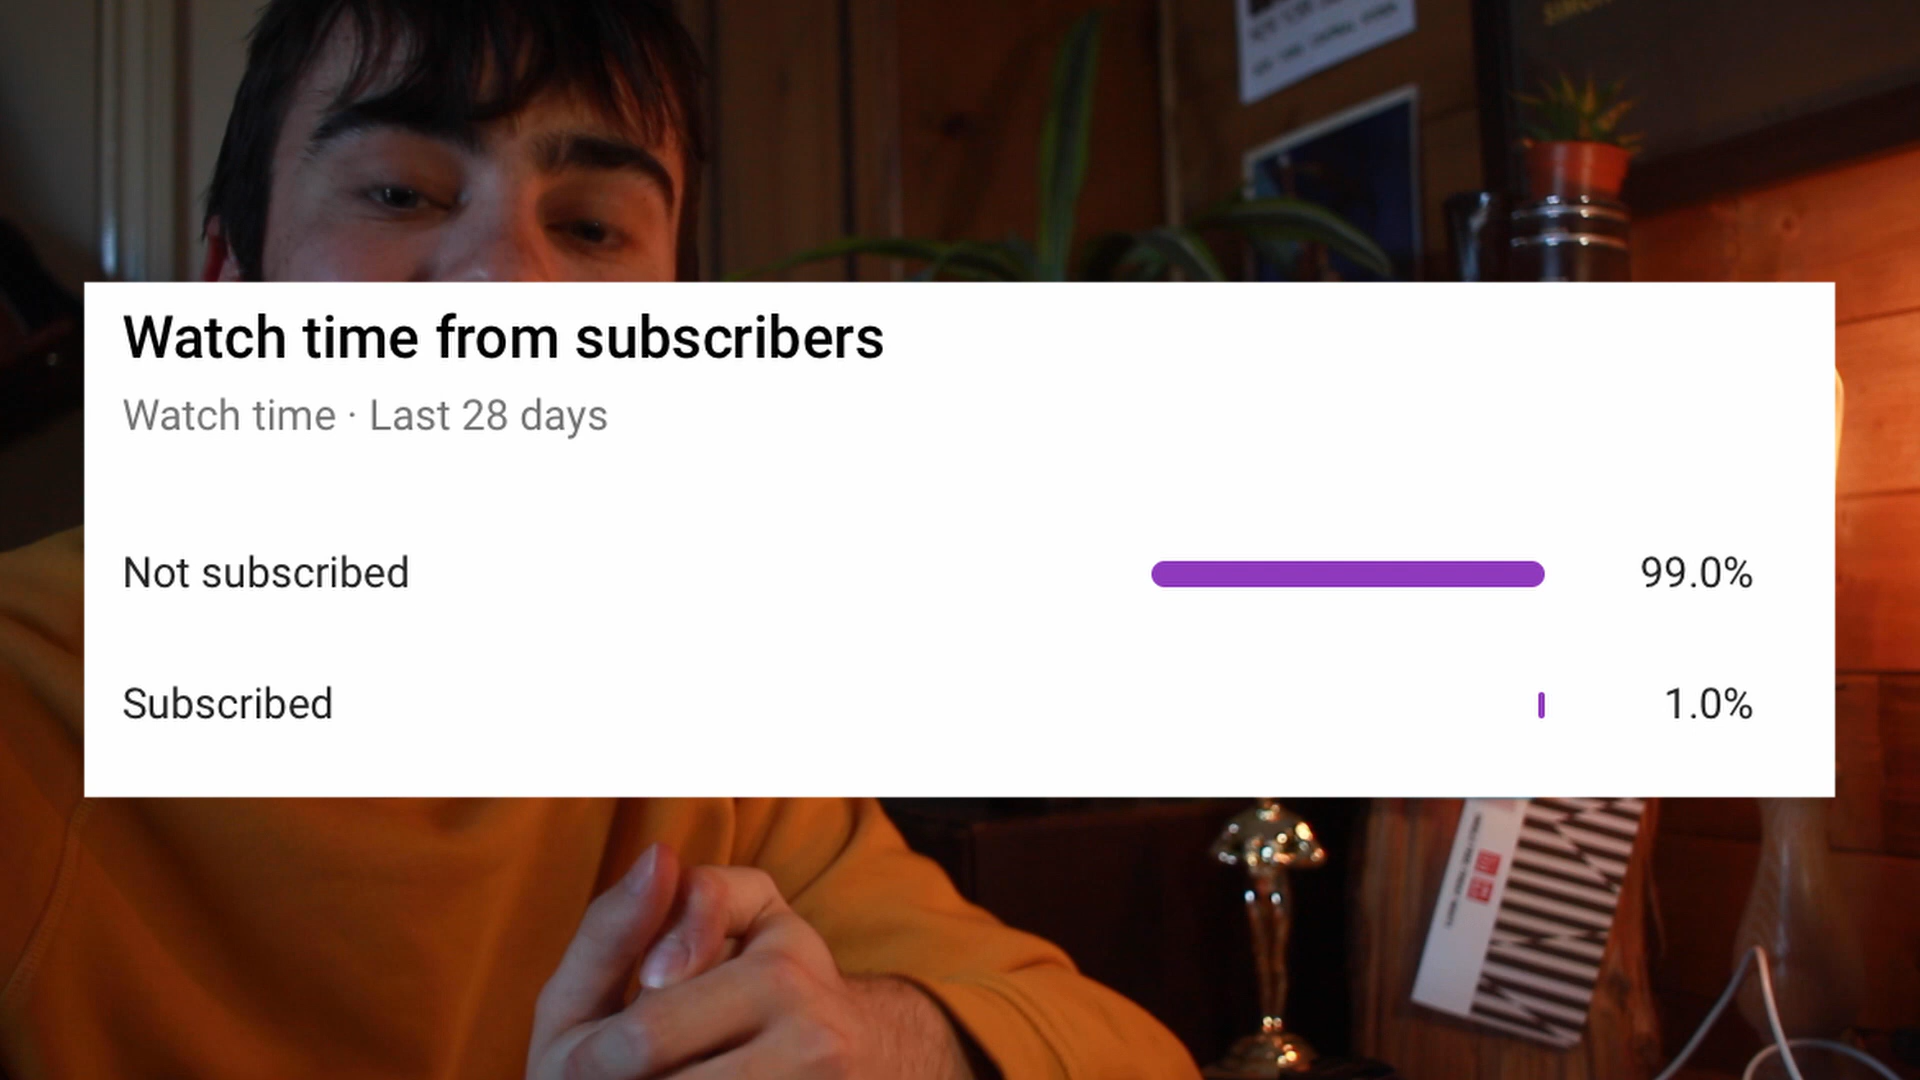 Watch time from subscribers
Watch time · Last 28 days
Not subscribed 99.0%
Subscribed 1.0%